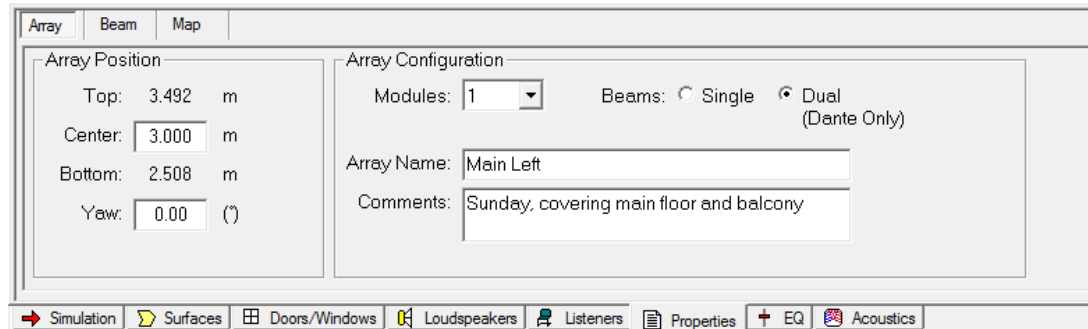 Array Beam Map
Array Position
Top: 3.492 m
Center: 3.000 m
Bottom: 2.508 m
Yaw: 0.00 (°)
Array Configuration
Modules: 1 Beams: Single Dual
(Dante Only)
Array Name: Main Left
Comments: Sunday, covering main floor and balcony
Simulation Surfaces Doors/Windows Loudspeakers Listeners Properties EQ Acoustics